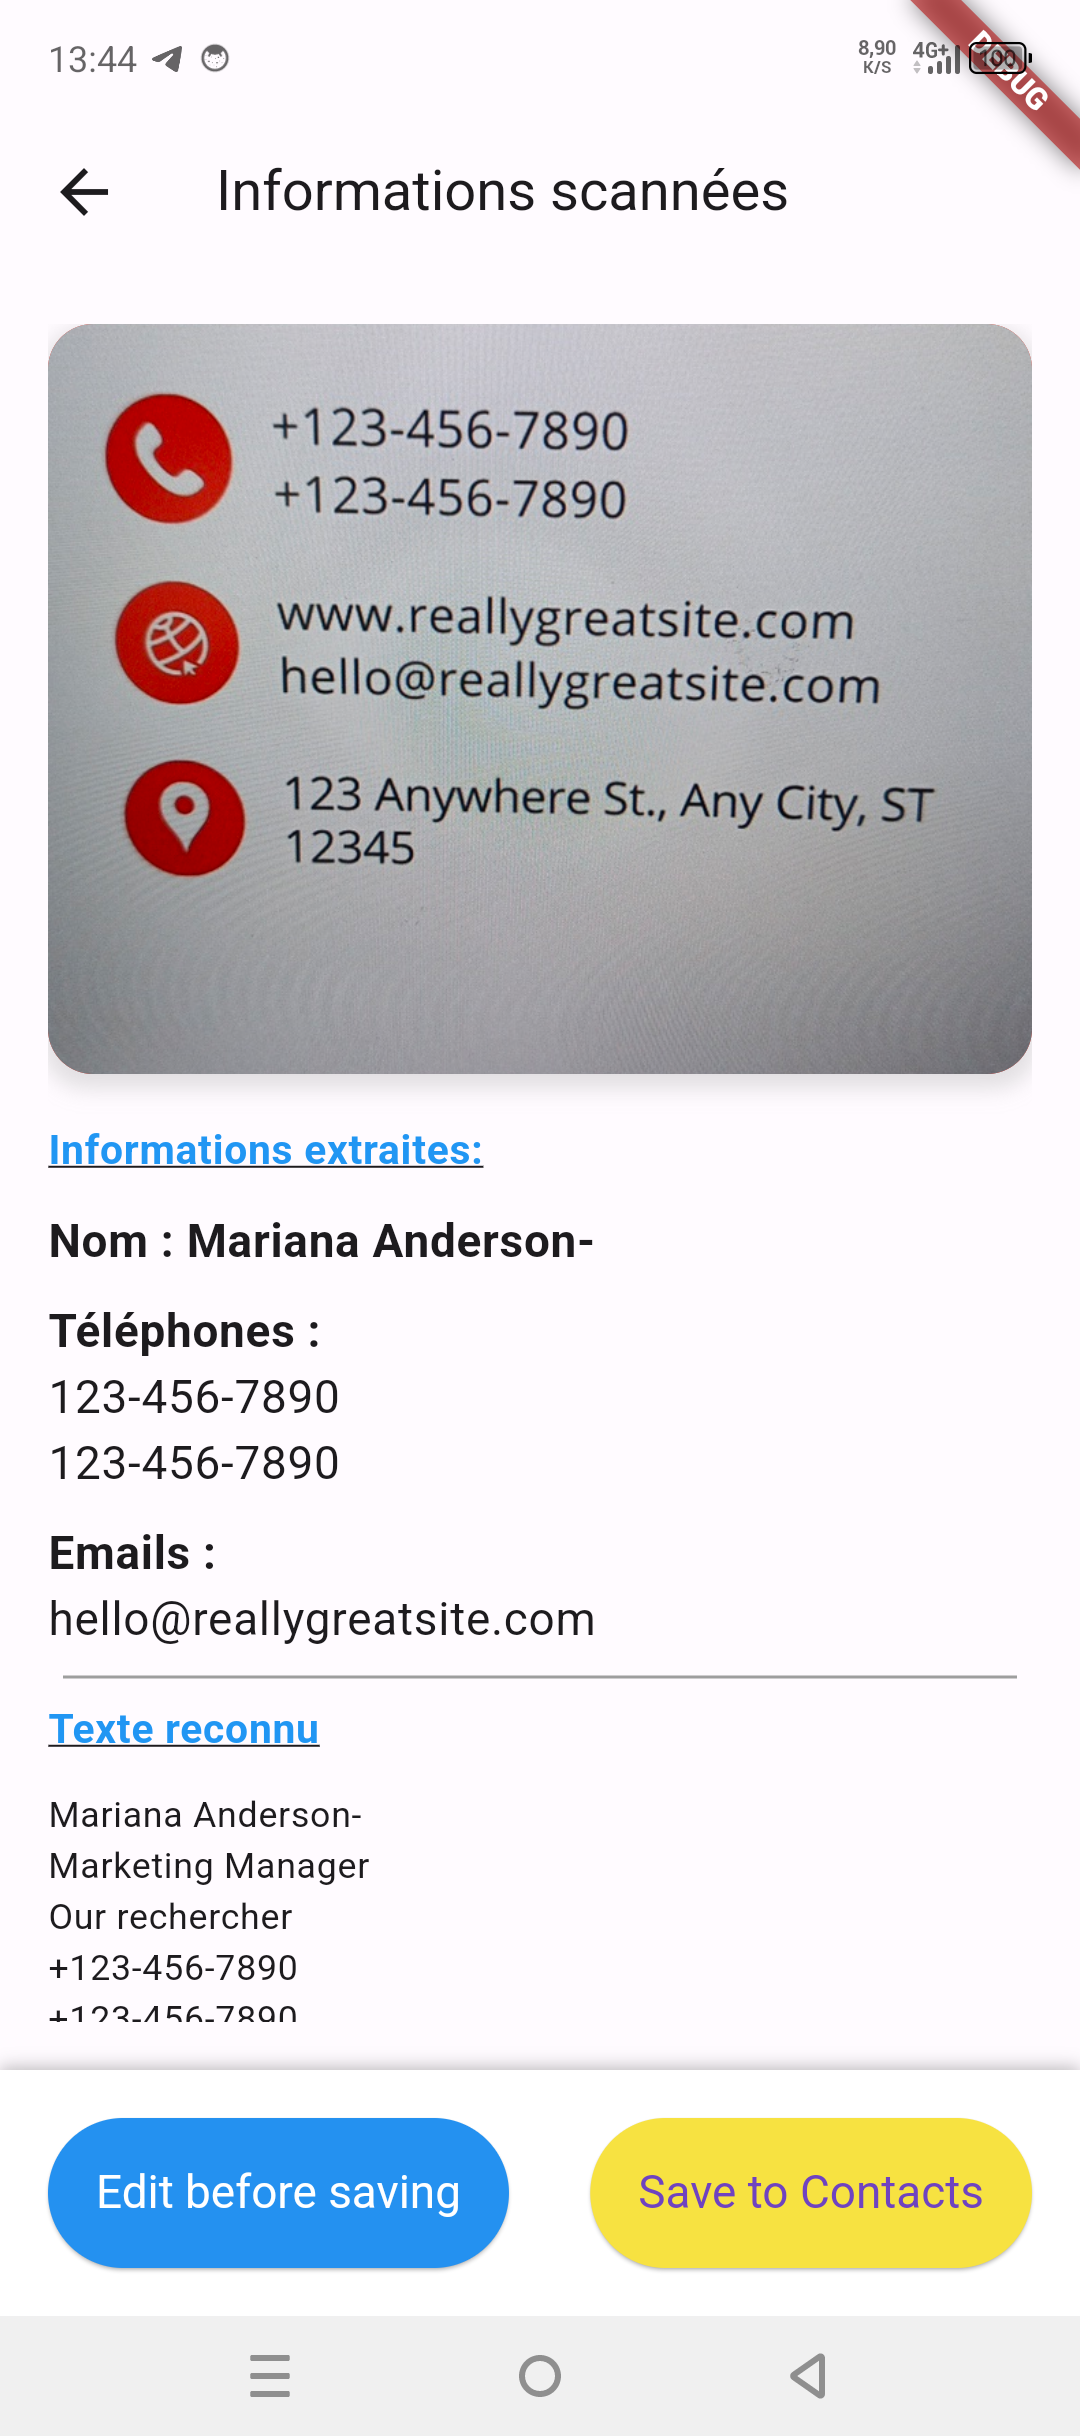 13:44
8,90 K/S
4G+
100
DEBUG
Informations scannées
+123-456-7890
+123-456-7890
www.reallygreatsite.com
hello@reallygreatsite.com
123 Anywhere St., Any City, ST
12345
Informations extraites:
Nom : Mariana Anderson-
Téléphones :
123-456-7890
123-456-7890
Emails :
hello@reallygreatsite.com
Texte reconnu
Mariana Anderson-
Marketing Manager
Our rechercher
+123-456-7890
+123-456-7890
Edit before saving
Save to Contacts